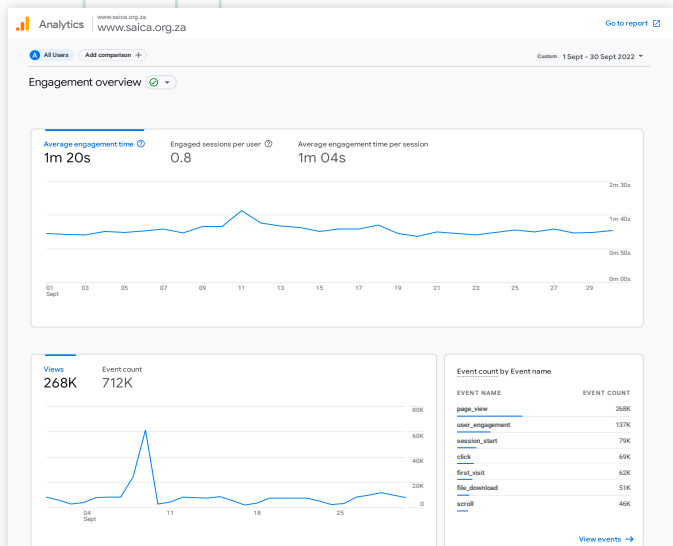 Analytics
www.saica.org.za
www.saica.org.za
Go to report
A All Users
Add comparison +
Custom 1 Sept - 30 Sept 2022
Engagement overview
Average engagement time
1m 20s
Engaged sessions per user
0.8
Average engagement time per session
1m 04s
2m 30s
1m 40s
0m 50s
0m 00s
01 03 05 07 09 11 13 15 17 19 21 23 25 27 29
Sept
Views
268K
Event count
712K
80K
60K
40K
20K
0
04 11 18 25
Sept
Event count by Event name
EVENT NAME EVENT COUNT
page_view 268K
user_engagement 137K
session_start 79K
click 69K
first_visit 62K
file_download 51K
scroll 46K
View events →